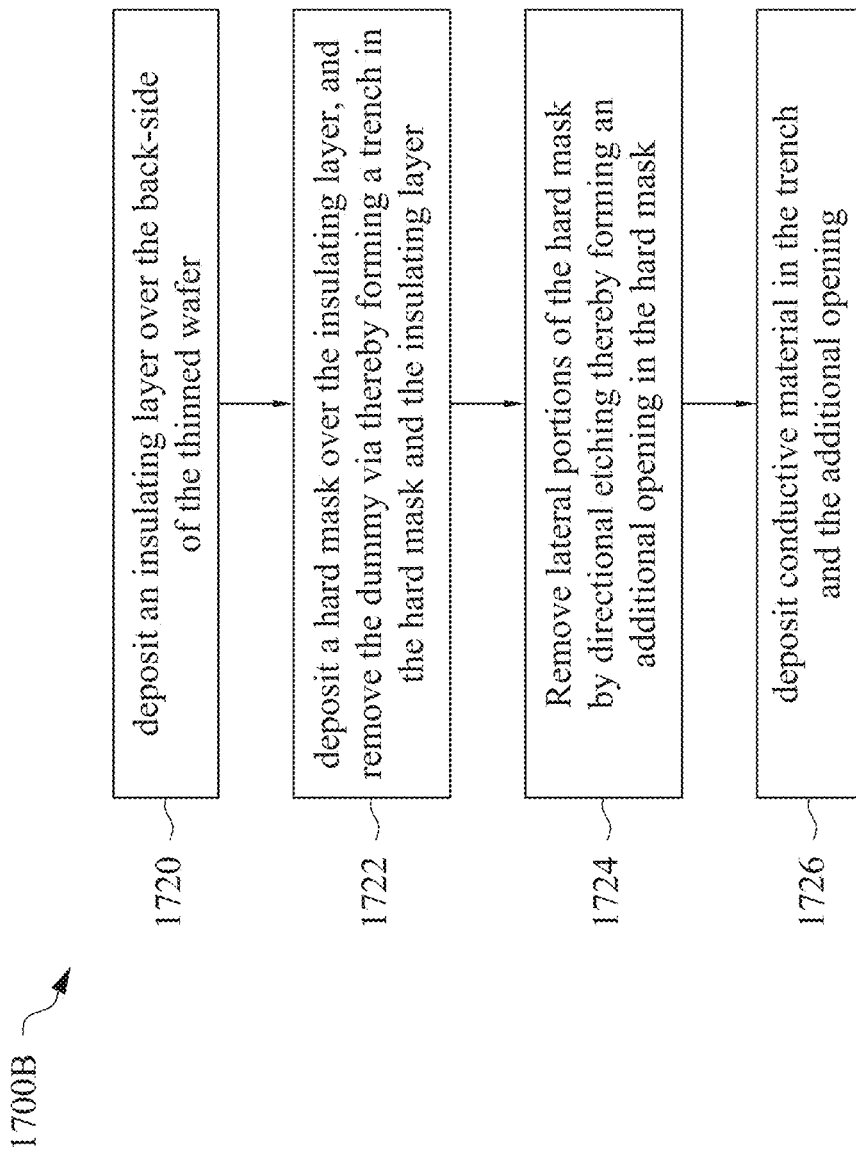 1700B
1720
deposit an insulating layer over the back-side
of the thinned wafer
1722
deposit a hard mask over the insulating layer, and
remove the dummy via thereby forming a trench in
the hard mask and the insulating layer
1724
Remove lateral portions of the hard mask
by directional etching thereby forming an
additional opening in the hard mask
1726
deposit conductive material in the trench
and the additional opening